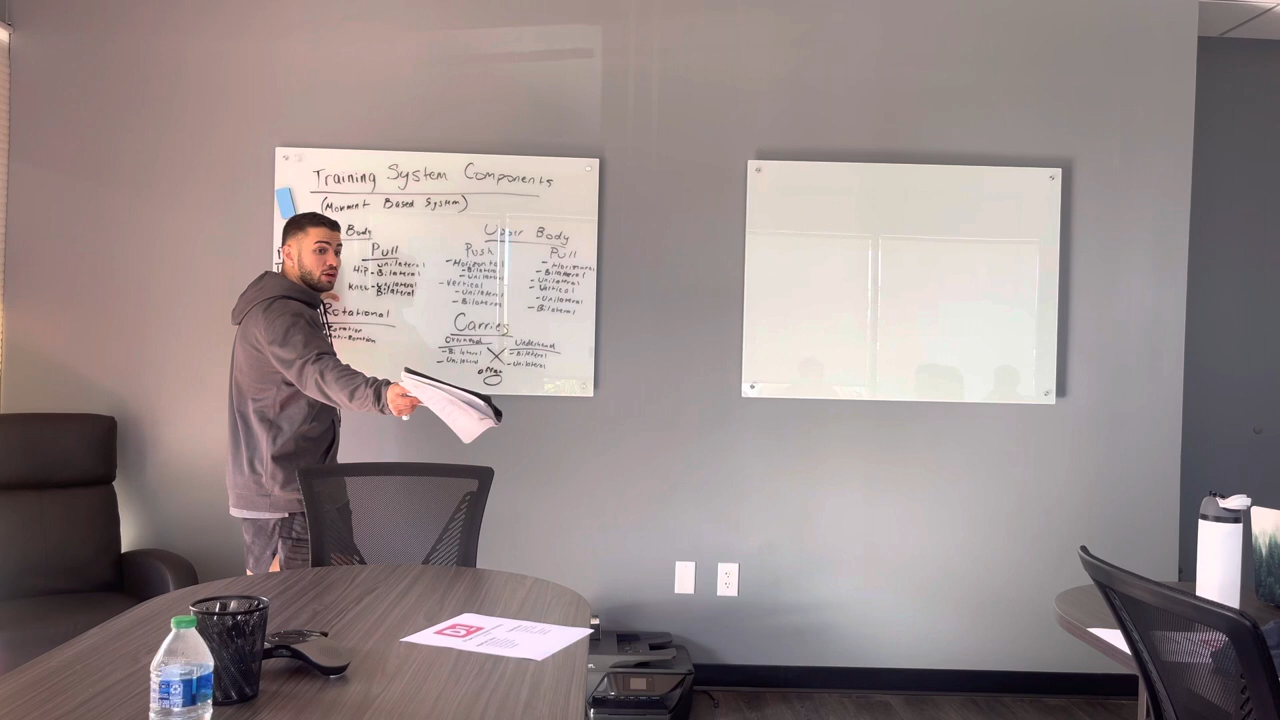 Training System Components
(Movment Based System)
Body
Pull
Hip - Unilateral
- Bilateral
Knee - Unilateral
Bilateral
Rotational
Upper Body
Push
- Horizontal
- Bilateral
- Unilateral
- Vertical
- Unilateral
- Bilateral
Pull
- Horizontal
- Bilateral
- Unilateral
- Vertical
- Unilateral
- Bilateral
Carries
Overhead
- Bilateral
- Unilateral
Underhand
- Bilateral
- Unilateral